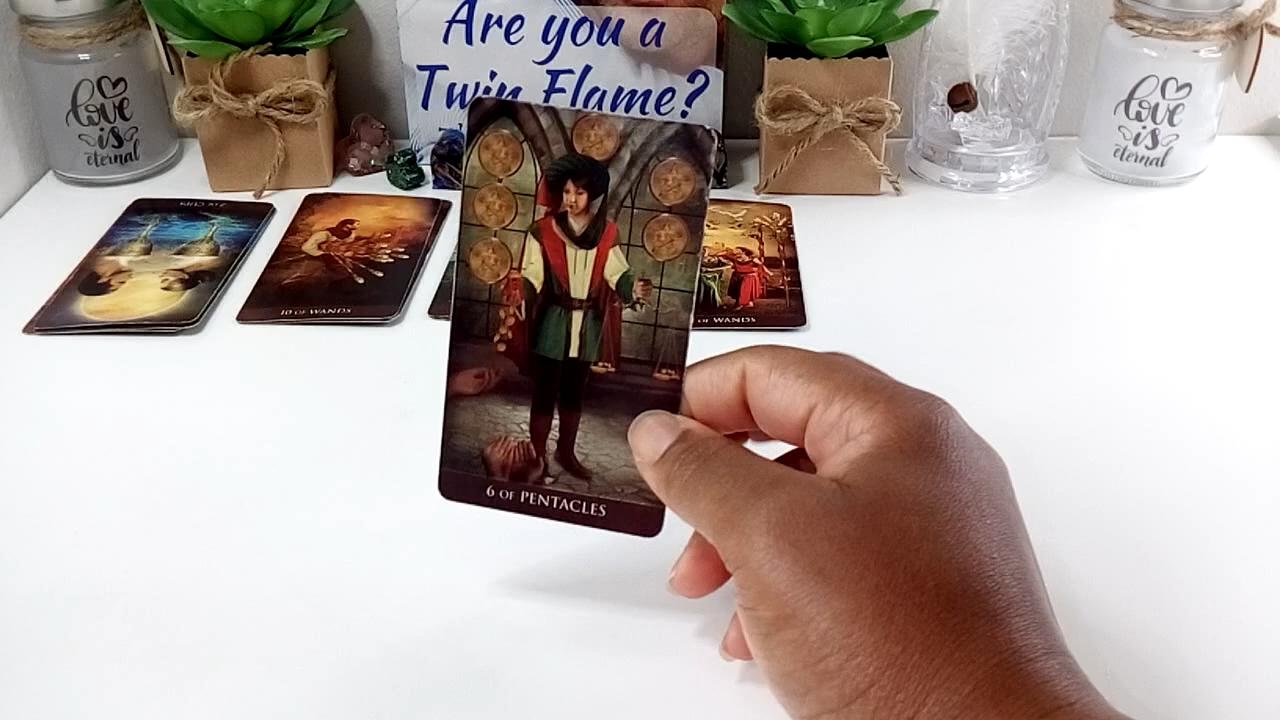 Are you a
Twin Flame?
love
is
eternal
love
is
eternal
10 OF WANDS
OF WANDS
6 OF PENTACLES